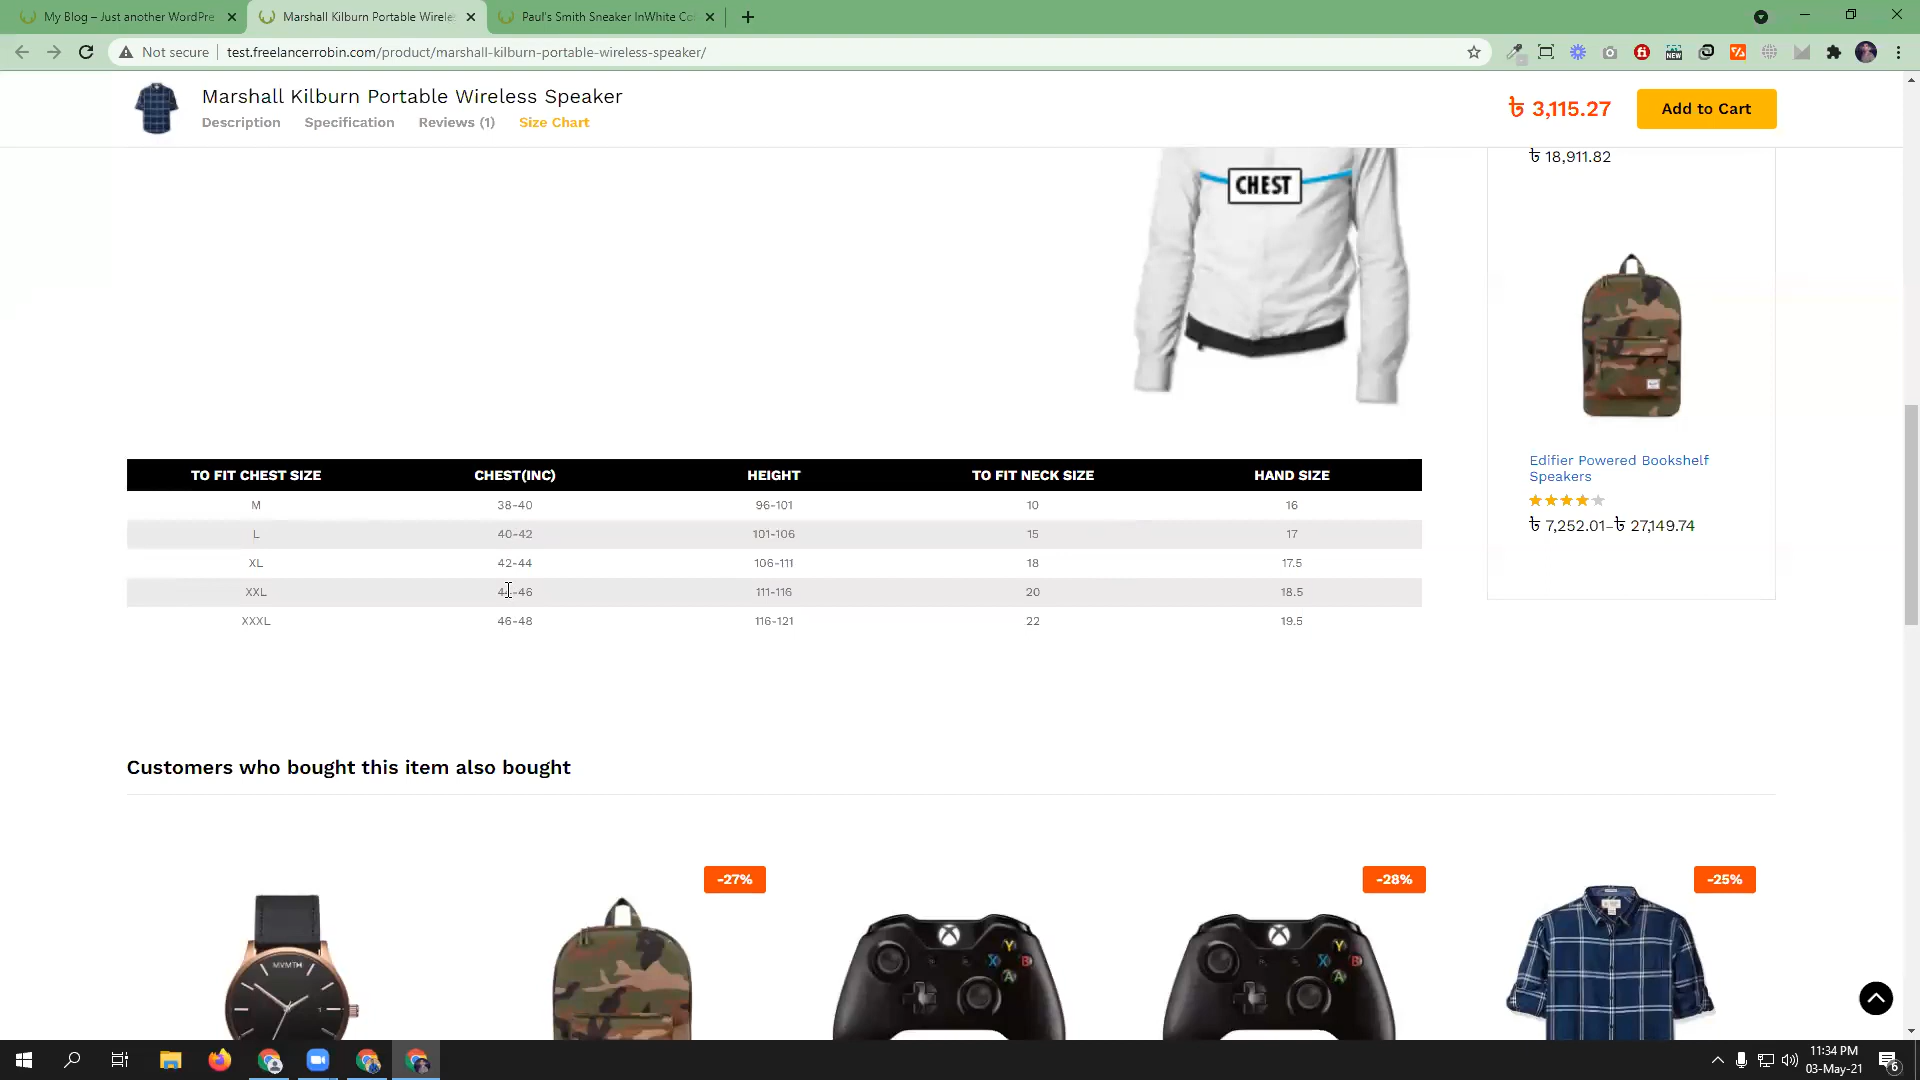 My Blog – Just another WordPre
Marshall Kilburn Portable Wirele
Paul's Smith Sneaker InWhite Co
Not secure
test.freelancerrobin.com/product/marshall-kilburn-portable-wireless-speaker/
NEW
Marshall Kilburn Portable Wireless Speaker
Description Specification Reviews (1) Size Chart
৳ 3,115.27
Add to Cart
৳ 18,911.82
CHEST
Edifier Powered Bookshelf
Speakers
৳ 7,252.01–৳ 27,149.74
TO FIT CHEST SIZE CHEST(INC) HEIGHT TO FIT NECK SIZE HAND SIZE
M 38-40 96-101 10 16
L 40-42 101-106 15 17
XL 42-44 106-111 18 17.5
XXL 44-46 111-116 20 18.5
XXXL 46-48 116-121 22 19.5
Customers who bought this item also bought
-27% -28% -25%
MVMTH
Y X B A
Y X B A
11:34 PM
03-May-21
6